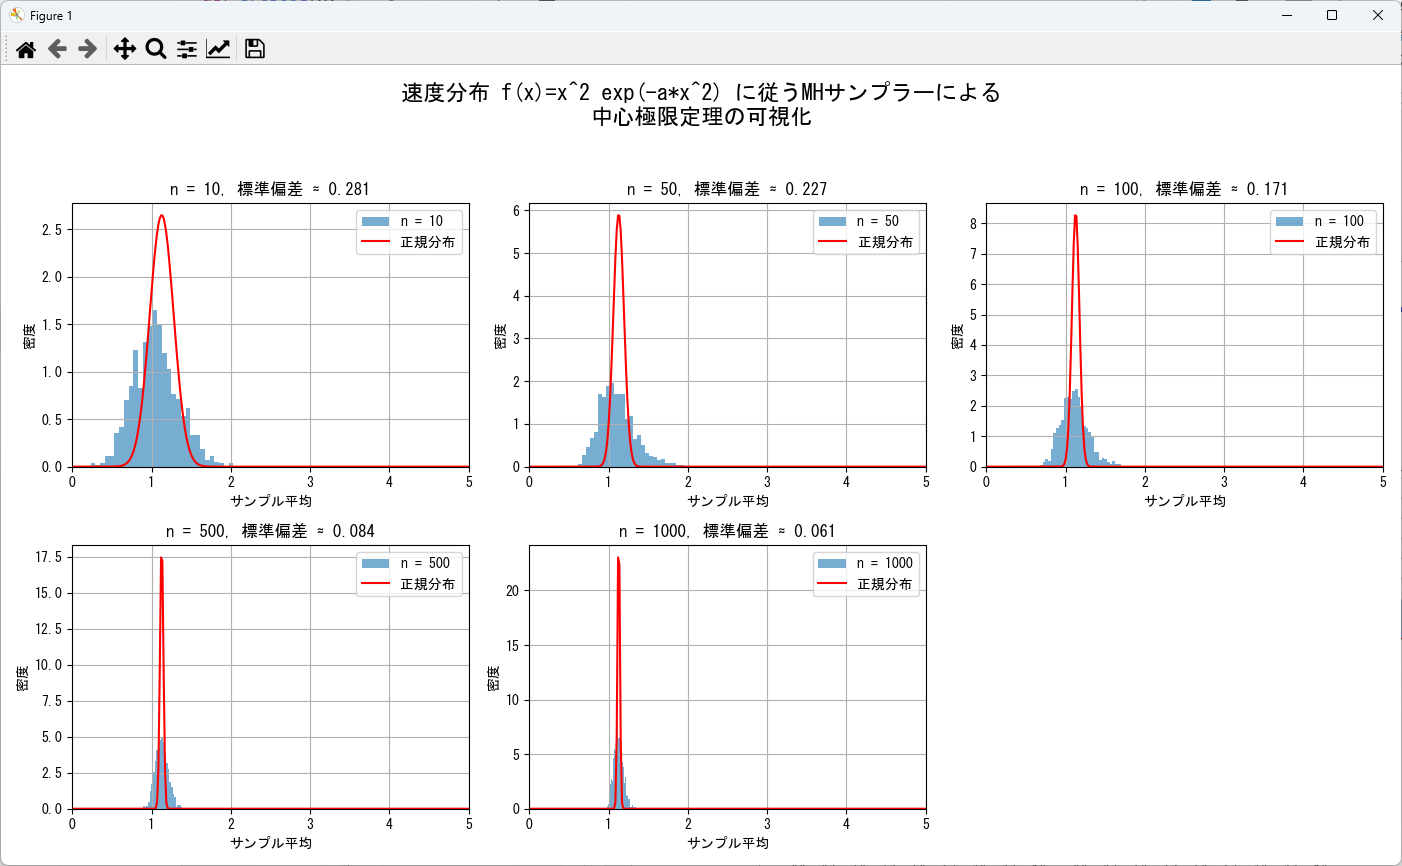 Figure 1
速度分布 f(x)=x^2 exp(-a*x^2) に従うMHサンプラーによる
中心極限定理の可視化
n = 10, 標準偏差 ≈ 0.281
n = 10
正規分布
密度
2.5
2.0
1.5
1.0
0.5
0.0
0 1 2 3 4 5
サンプル平均
n = 50, 標準偏差 ≈ 0.227
n = 50
正規分布
密度
6
5
4
3
2
1
0
0 1 2 3 4 5
サンプル平均
n = 100, 標準偏差 ≈ 0.171
n = 100
正規分布
密度
8
7
6
5
4
3
2
1
0
0 1 2 3 4 5
サンプル平均
n = 500, 標準偏差 ≈ 0.084
n = 500
正規分布
密度
17.5
15.0
12.5
10.0
7.5
5.0
2.5
0.0
0 1 2 3 4 5
サンプル平均
n = 1000, 標準偏差 ≈ 0.061
n = 1000
正規分布
密度
20
15
10
5
0
0 1 2 3 4 5
サンプル平均